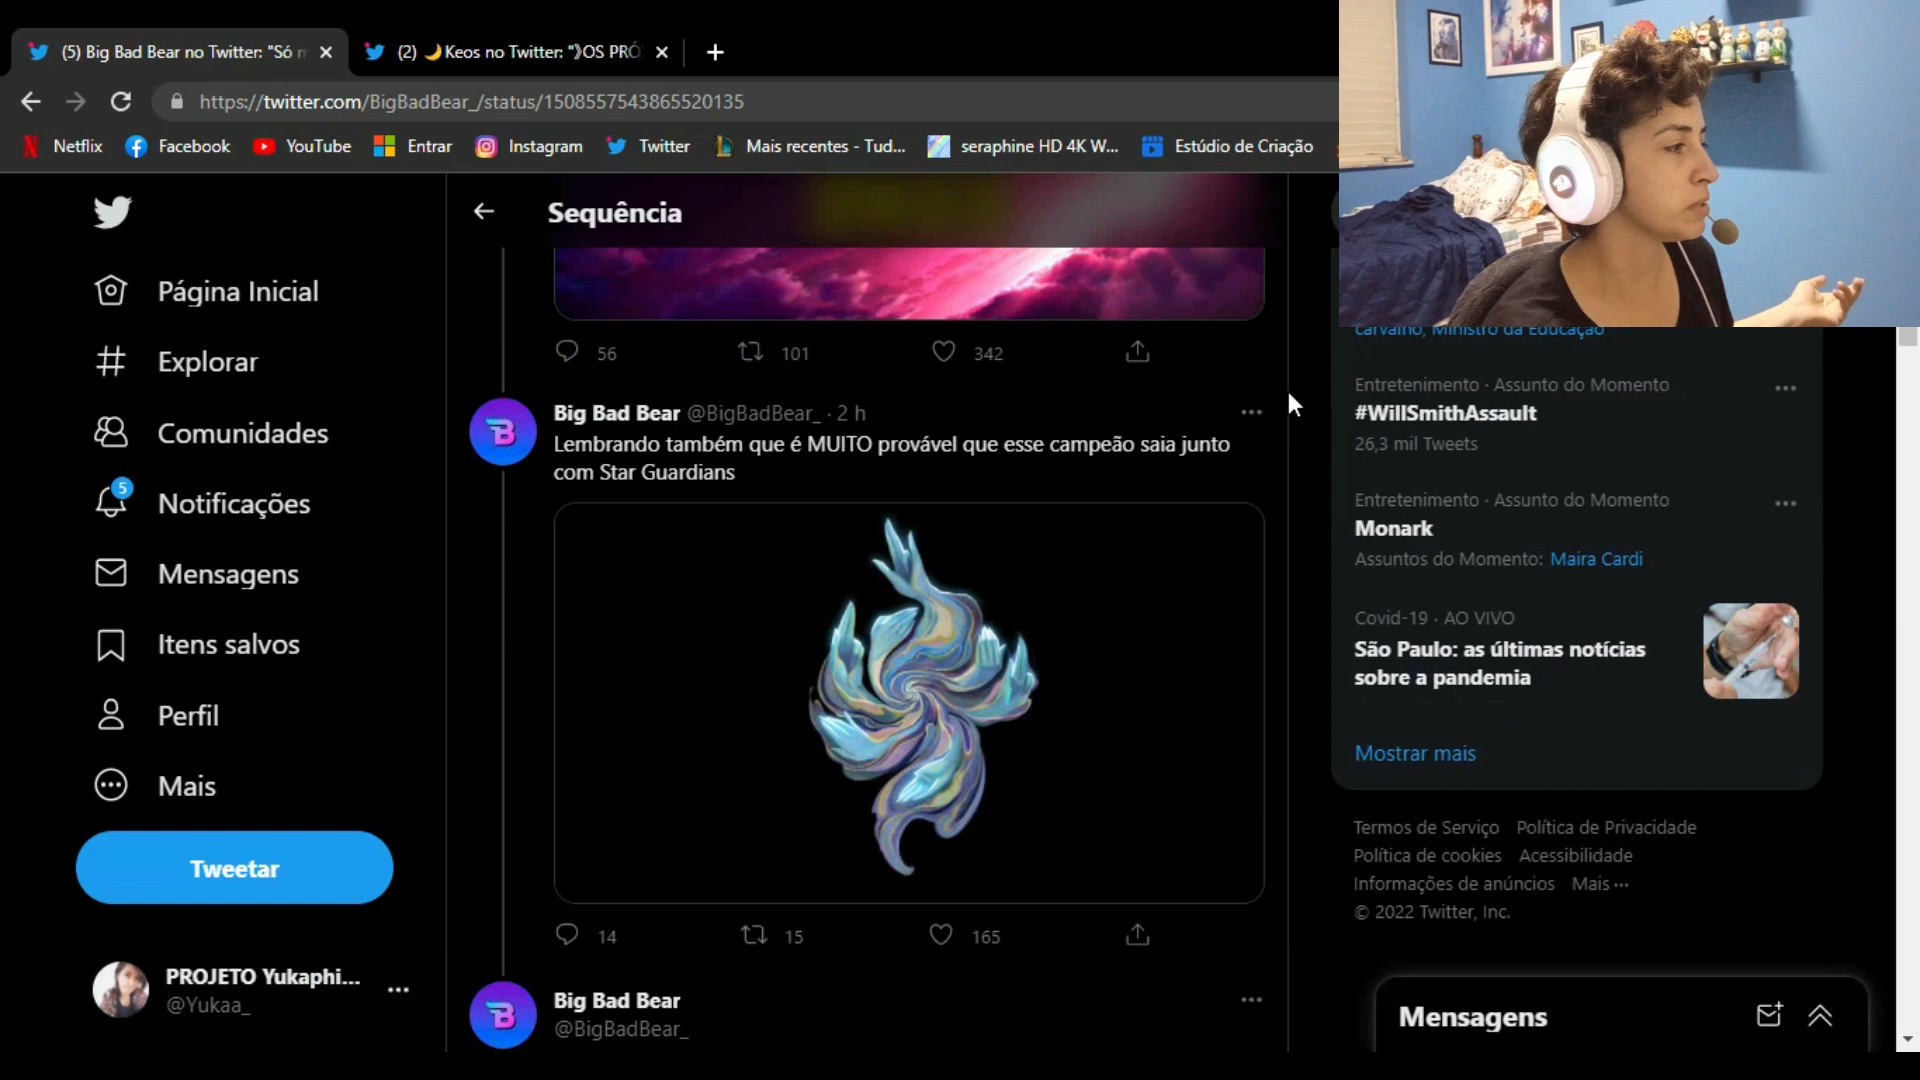 (5) Big Bad Bear no Twitter: "Só
(2) 🌙Keos no Twitter: "》OS PRÓ
https://twitter.com/BigBadBear_/status/1508557543865520135
Netflix
Facebook
YouTube
Entrar
Instagram
Twitter
Mais recentes - Tud...
seraphine HD 4K W...
Estúdio de Criação
Página Inicial
Explorar
Comunidades
5
Notificações
Mensagens
Itens salvos
Perfil
Mais
Tweetar
PROJETO Yukaphi...
@Yukaa_
Sequência
56
101
342
Big Bad Bear @BigBadBear_ · 2 h
Lembrando também que é MUITO provável que esse campeão saia junto
com Star Guardians
14
15
165
Big Bad Bear
@BigBadBear_
carvalho, Ministro da Educação
Entretenimento · Assunto do Momento
#WillSmithAssault
26,3 mil Tweets
Entretenimento · Assunto do Momento
Monark
Assuntos do Momento: Maira Cardi
Covid-19 · AO VIVO
São Paulo: as últimas notícias
sobre a pandemia
Mostrar mais
Termos de Serviço Política de Privacidade
Política de cookies Acessibilidade
Informações de anúncios Mais ···
© 2022 Twitter, Inc.
Mensagens